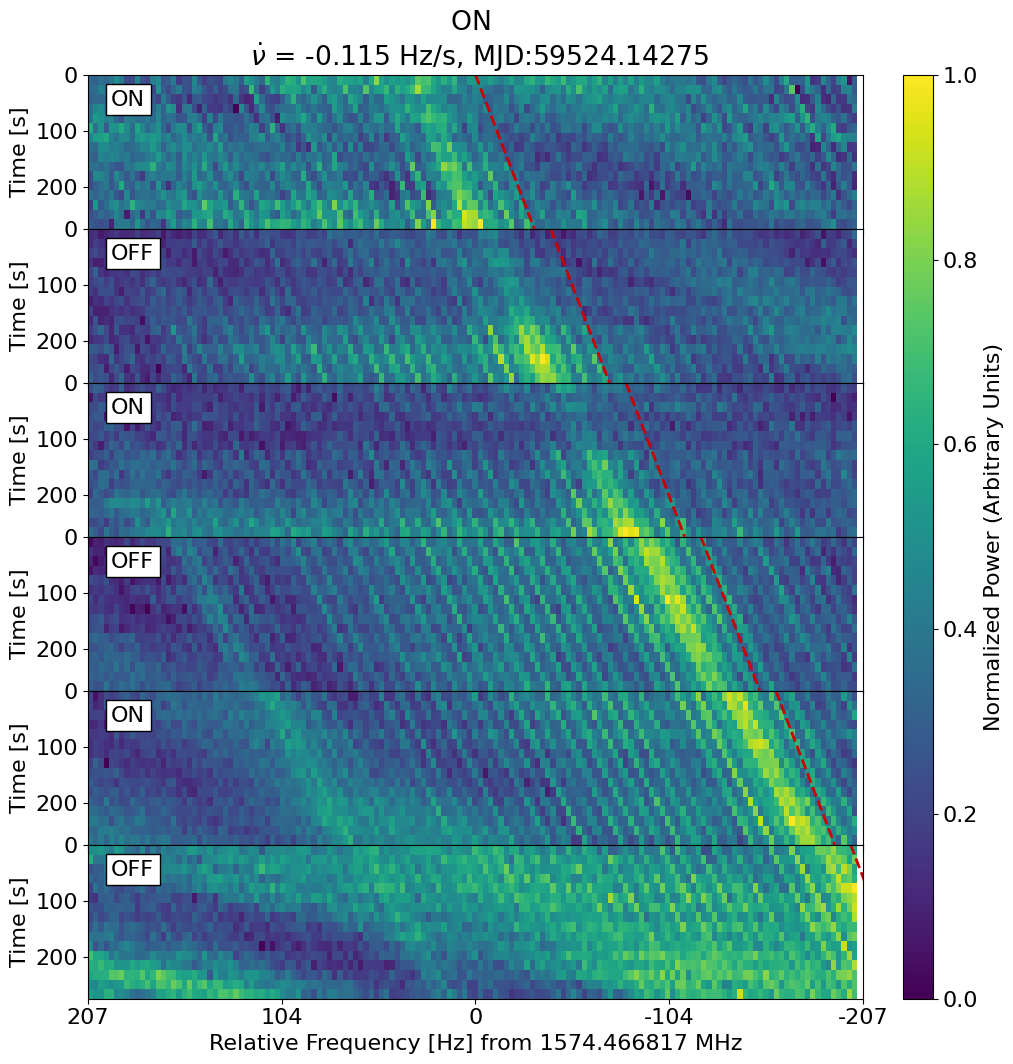 ON
ν̇ = -0.115 Hz/s, MJD:59524.14275
0
ON
100
Time [s]
200
0
OFF
100
Time [s]
200
0
ON
100
Time [s]
200
0
OFF
100
Time [s]
200
0
ON
100
Time [s]
200
0
OFF
100
Time [s]
200
207 104 0 -104 -207
Relative Frequency [Hz] from 1574.466817 MHz
1.0
0.8
0.6
0.4
0.2
0.0
Normalized Power (Arbitrary Units)